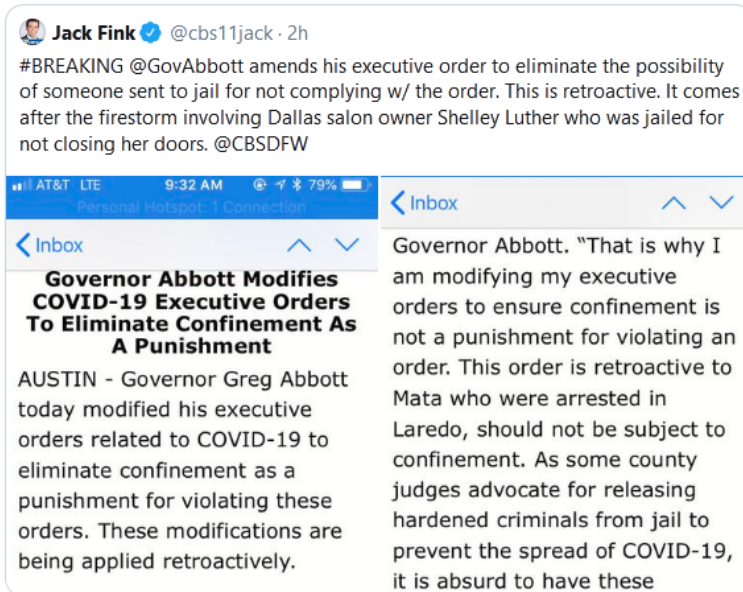 Jack Fink @cbs11jack · 2h
#BREAKING @GovAbbott amends his executive order to eliminate the possibility
of someone sent to jail for not complying w/ the order. This is retroactive. It comes
after the firestorm involving Dallas salon owner Shelley Luther who was jailed for
not closing her doors. @CBSDFW
AT&T LTE 9:32 AM 79%
Personal Hotspot: 1 Connection
Inbox
Governor Abbott Modifies
COVID-19 Executive Orders
To Eliminate Confinement As
A Punishment
AUSTIN - Governor Greg Abbott
today modified his executive
orders related to COVID-19 to
eliminate confinement as a
punishment for violating these
orders. These modifications are
being applied retroactively.
Inbox
Governor Abbott. “That is why I
am modifying my executive
orders to ensure confinement is
not a punishment for violating an
order. This order is retroactive to
Mata who were arrested in
Laredo, should not be subject to
confinement. As some county
judges advocate for releasing
hardened criminals from jail to
prevent the spread of COVID-19,
it is absurd to have these